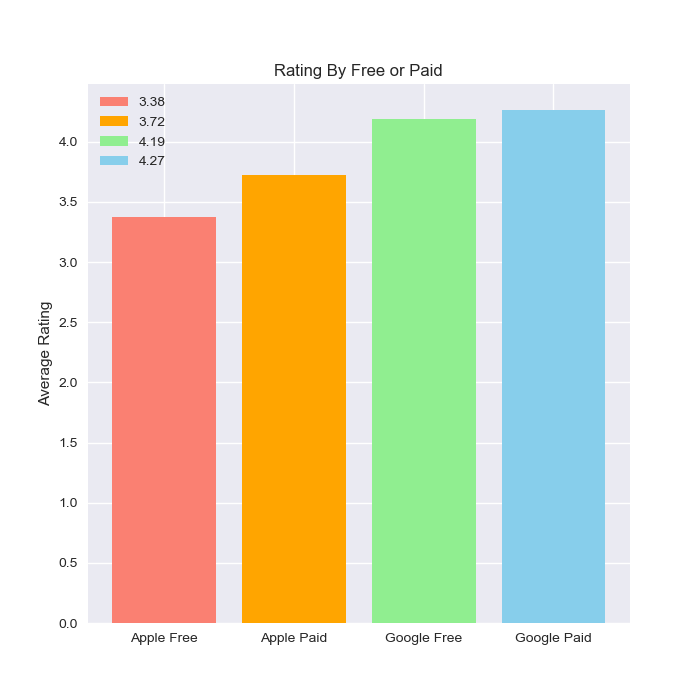 Rating By Free or Paid
3.38
3.72
4.19
4.27
Average Rating
4.0
3.5
3.0
2.5
2.0
1.5
1.0
0.5
0.0
Apple Free
Apple Paid
Google Free
Google Paid